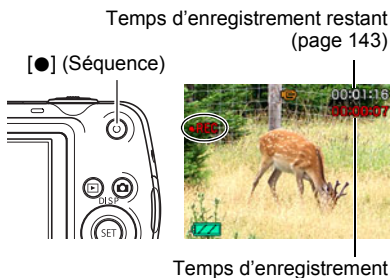 Temps d'enregistrement restant
(page 143)
[●] (Séquence)
00:01:16
00:08:07
●REC
DISP
SET
Temps d'enregistrement